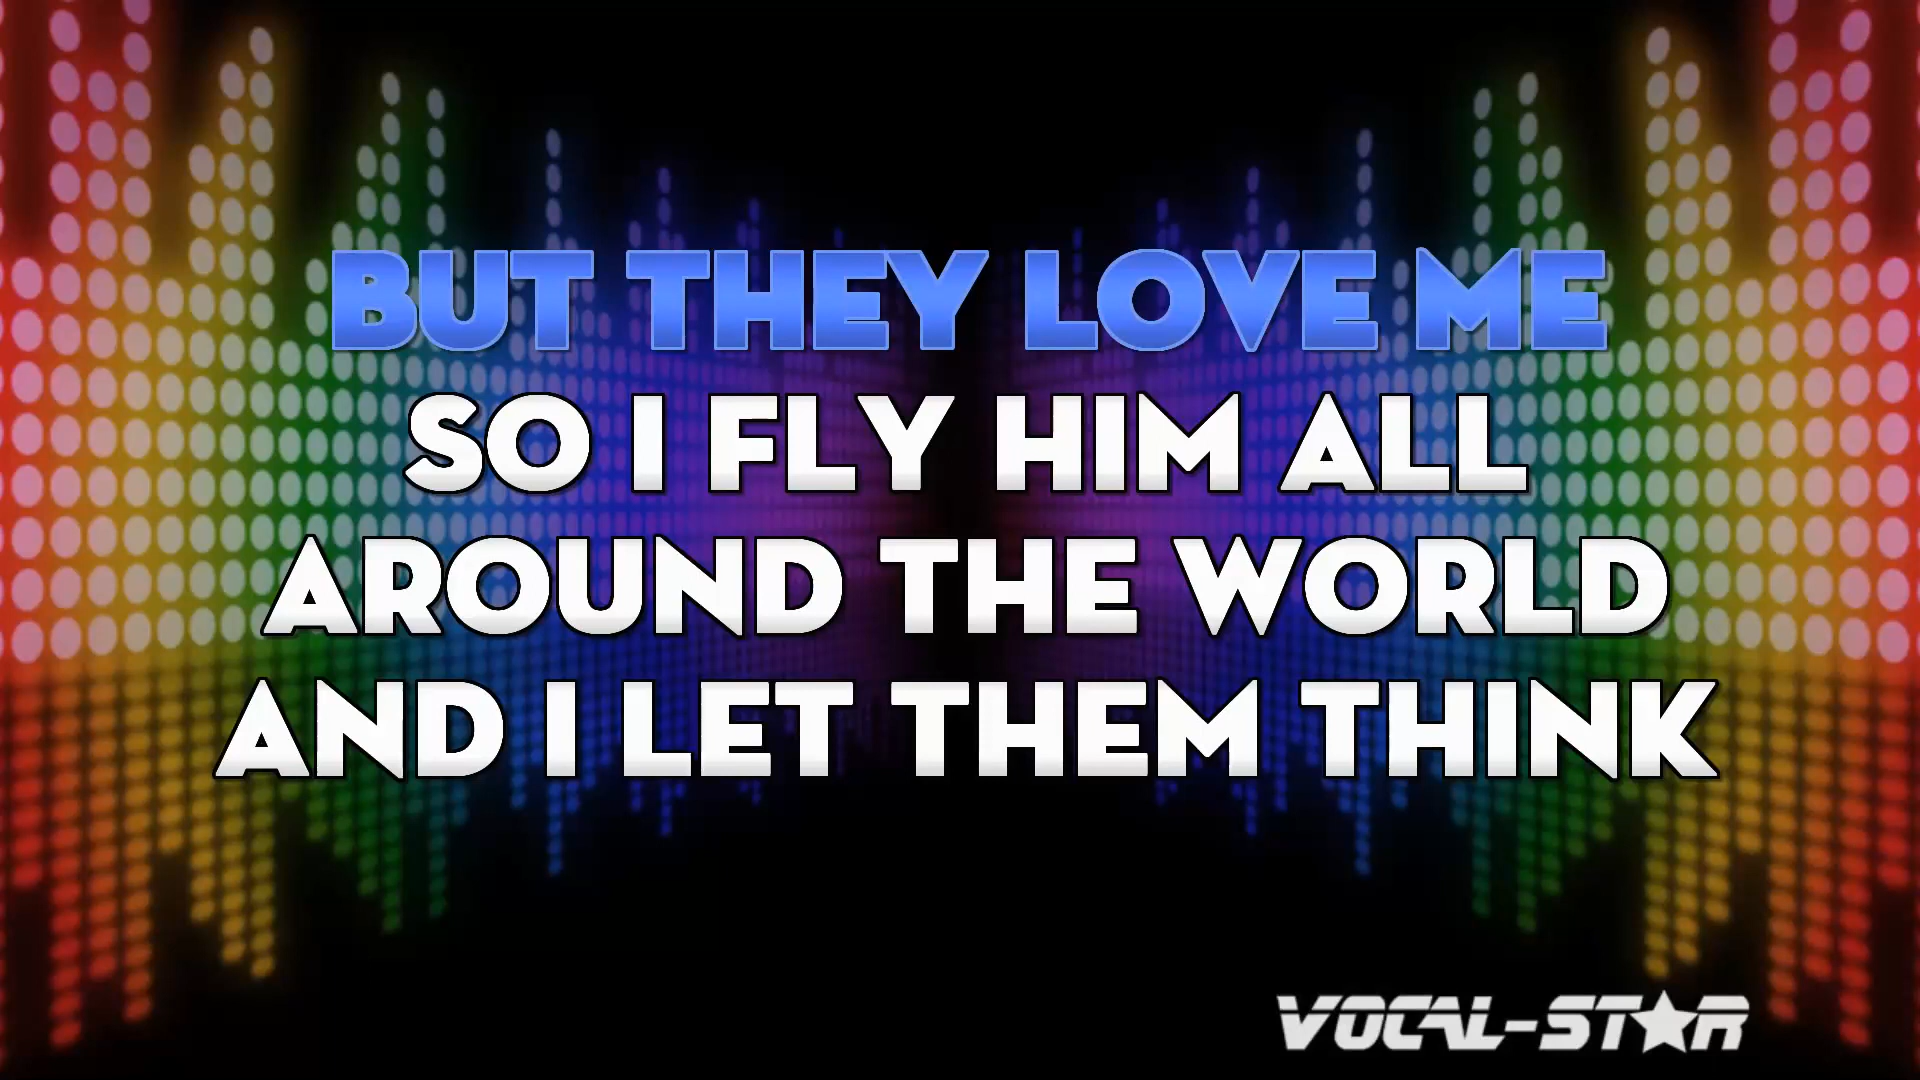 BUT THEY LOVE ME
SO I FLY HIM ALL
AROUND THE WORLD
AND I LET THEM THINK
VOCAL-STAR